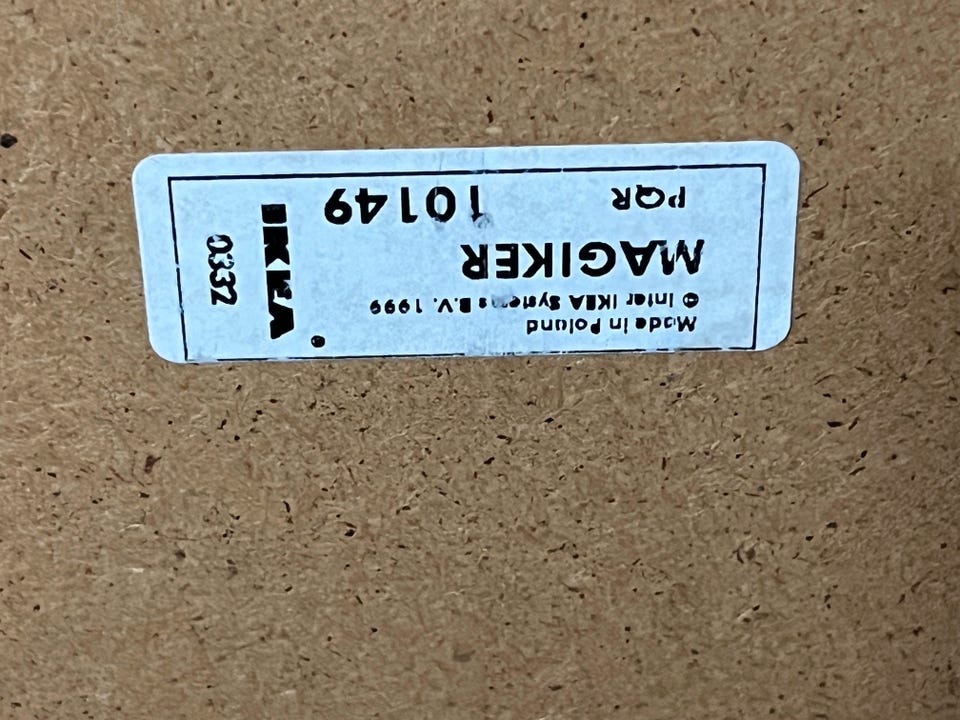 Made in Poland
© Inter IKEA Systems B.V. 1999
MAGIKER
PQR 10149
IKEA
0332